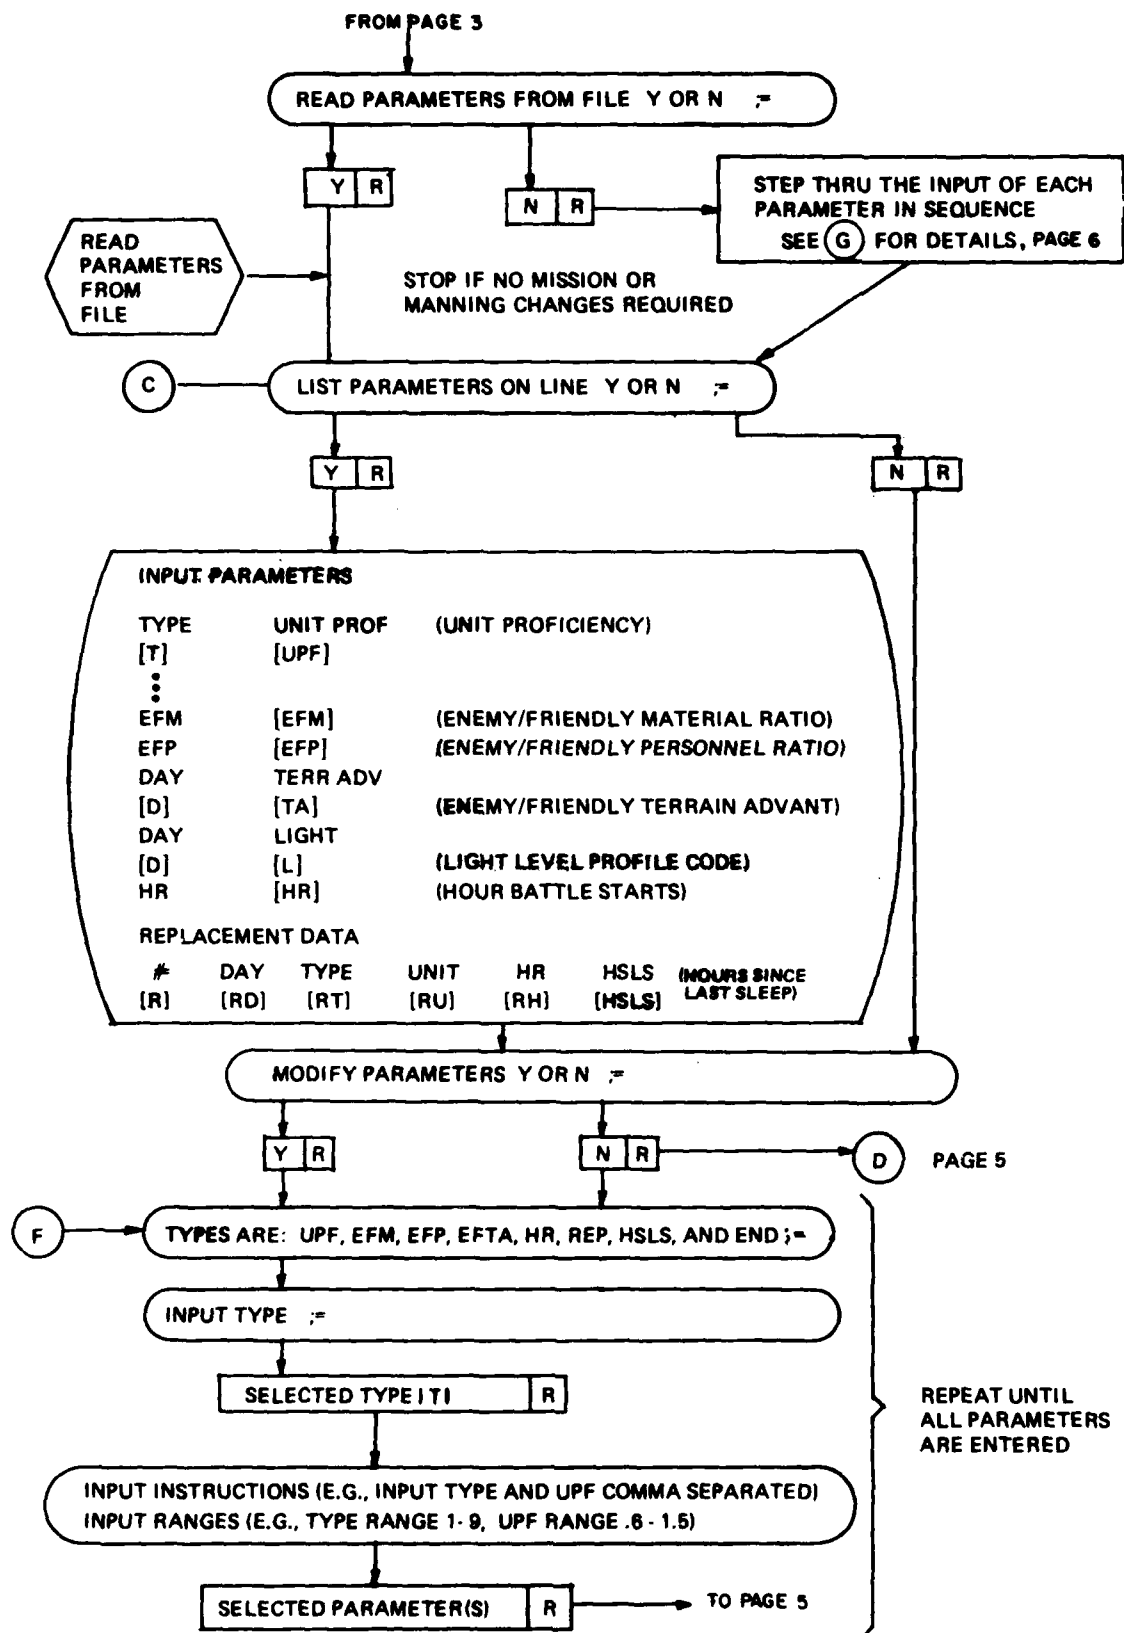 FROM PAGE 3
READ PARAMETERS FROM FILE Y OR N ;=
Y R
N R
STEP THRU THE INPUT OF EACH
PARAMETER IN SEQUENCE
SEE G FOR DETAILS, PAGE 6
READ
PARAMETERS
FROM
FILE
STOP IF NO MISSION OR
MANNING CHANGES REQUIRED
C
LIST PARAMETERS ON LINE Y OR N ;=
Y R
N R
INPUT PARAMETERS
TYPE UNIT PROF (UNIT PROFICIENCY)
[T] [UPF]
EFM [EFM] (ENEMY/FRIENDLY MATERIAL RATIO)
EFP [EFP] (ENEMY/FRIENDLY PERSONNEL RATIO)
DAY TERR ADV
[D] [TA] (ENEMY/FRIENDLY TERRAIN ADVANT)
DAY LIGHT
[D] [L] (LIGHT LEVEL PROFILE CODE)
HR [HR] (HOUR BATTLE STARTS)
REPLACEMENT DATA
# DAY TYPE UNIT HR HSLS (HOURS SINCE
[R] [RD] [RT] [RU] [RH] [HSLS] LAST SLEEP)
MODIFY PARAMETERS Y OR N ;=
Y R
N R
D PAGE 5
F
TYPES ARE: UPF, EFM, EFP, EFTA, HR, REP, HSLS, AND END ;=
INPUT TYPE ;=
SELECTED TYPE [T] R
REPEAT UNTIL
ALL PARAMETERS
ARE ENTERED
INPUT INSTRUCTIONS (E.G., INPUT TYPE AND UPF COMMA SEPARATED)
INPUT RANGES (E.G., TYPE RANGE 1-9, UPF RANGE .6 - 1.5)
SELECTED PARAMETER(S) R
TO PAGE 5